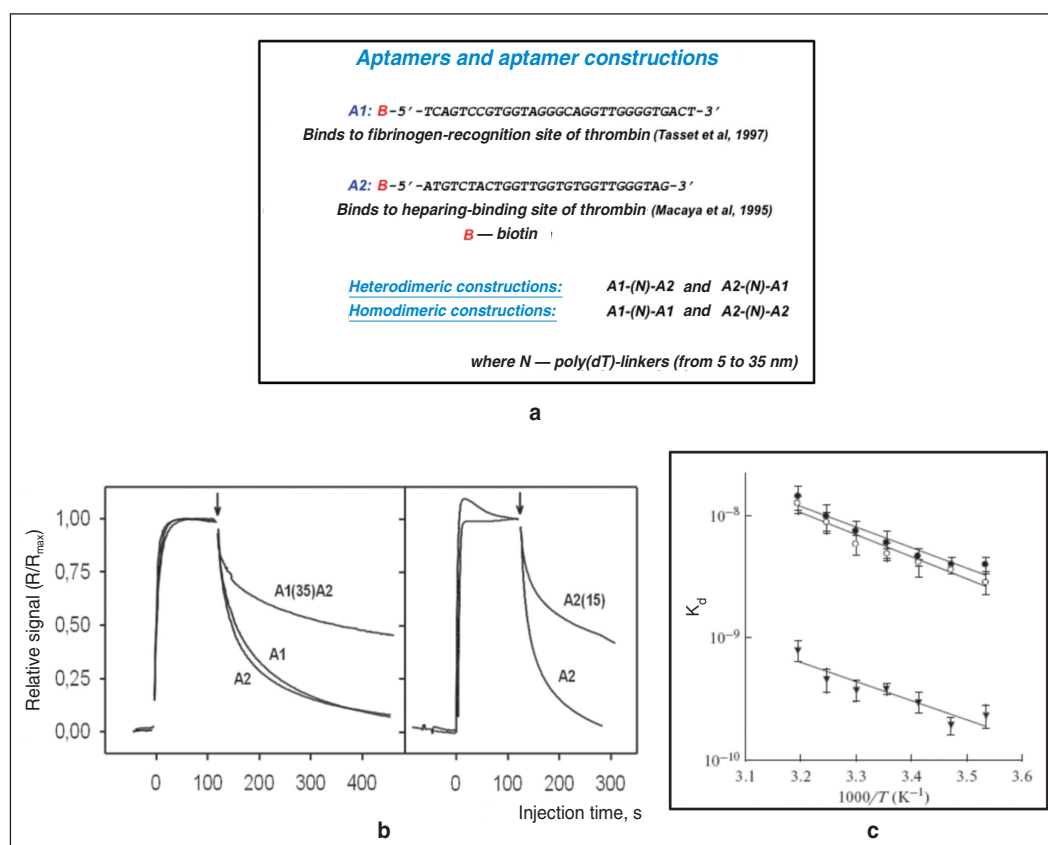 Aptamers and aptamer constructions
A1: B-5′-TCAGTCCGTGGTAGGGCAGGTTGGGGTGACT-3′
Binds to fibrinogen-recognition site of thrombin (Tasset et al, 1997)
A2: B-5′-ATGTCTACTGGTTGGTGTGGTTGGGTAG-3′
Binds to heparing-binding site of thrombin (Macaya et al, 1995)
B — biotin
Heterodimeric constructions: A1-(N)-A2 and A2-(N)-A1
Homodimeric constructions: A1-(N)-A1 and A2-(N)-A2
where N — poly(dT)-linkers (from 5 to 35 nm)
a
Relative signal (R/Rmax)
1,00
0,75
0,50
0,25
0,00
A1(35)A2
A1
A2
0 100 200 300 400
A2(15)
A2
0 100 200 300
Injection time, s
b
Kd
10⁻⁸
10⁻⁹
10⁻¹⁰
3.1 3.2 3.3 3.4 3.5 3.6
1000/T (K⁻¹)
c